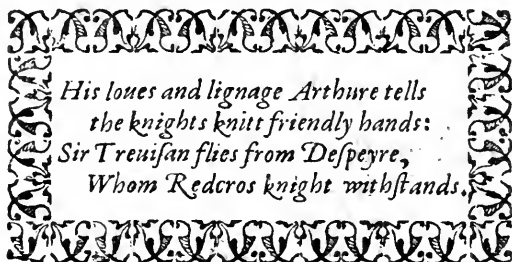 His loues and lignage Arthure tells
the knights knitt friendly hands:
Sir Treuiſan flies from Deſpeyre,
Whom Redcros knight withſtands.